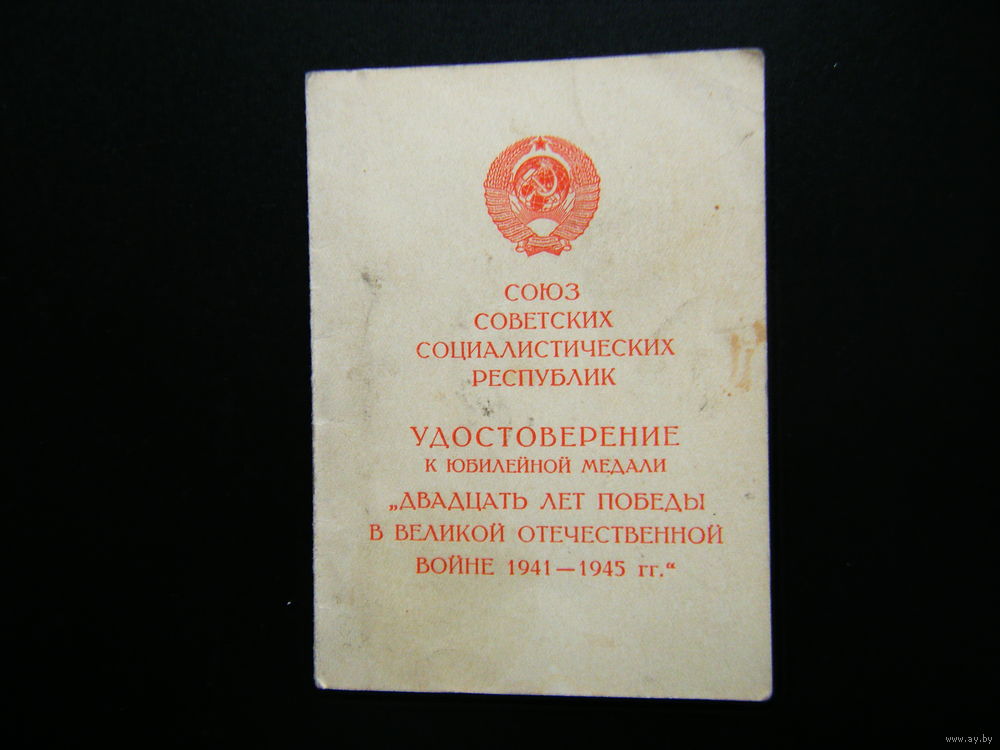 СОЮЗ
СОВЕТСКИХ
СОЦИАЛИСТИЧЕСКИХ
РЕСПУБЛИК
УДОСТОВЕРЕНИЕ
К ЮБИЛЕЙНОЙ МЕДАЛИ
„ДВАДЦАТЬ ЛЕТ ПОБЕДЫ
В ВЕЛИКОЙ ОТЕЧЕСТВЕННОЙ
ВОЙНЕ 1941—1945 гг.“
www.ay.by